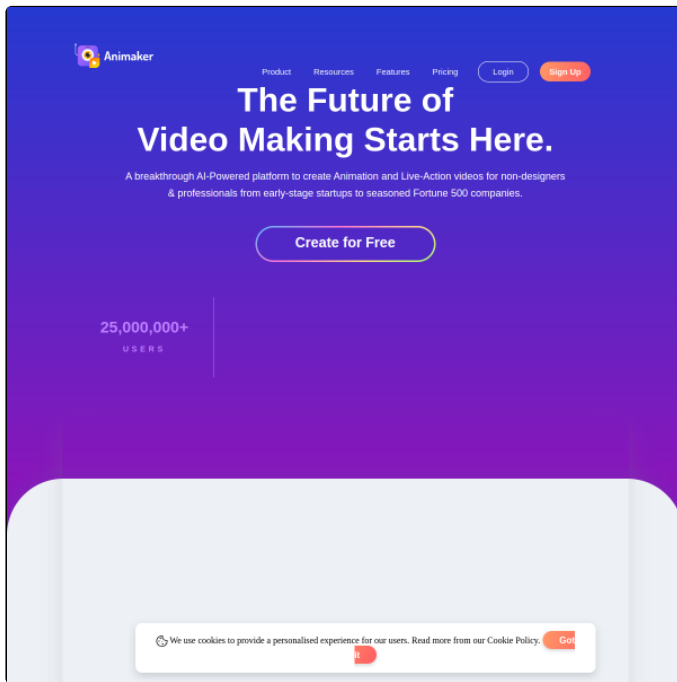 Animaker
Product Resources Features Pricing Login Sign Up
The Future of
Video Making Starts Here.
A breakthrough AI-Powered platform to create Animation and Live-Action videos for non-designers
& professionals from early-stage startups to seasoned Fortune 500 companies.
Create for Free
25,000,000+
USERS
We use cookies to provide a personalised experience for our users. Read more from our Cookie Policy. Got
it